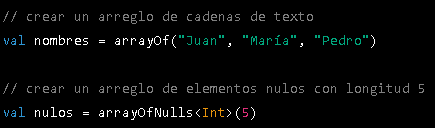 // crear un arreglo de cadenas de texto
val nombres = arrayOf("Juan", "María", "Pedro")
// crear un arreglo de elementos nulos con longitud 5
val nulos = arrayOfNulls<Int>(5)